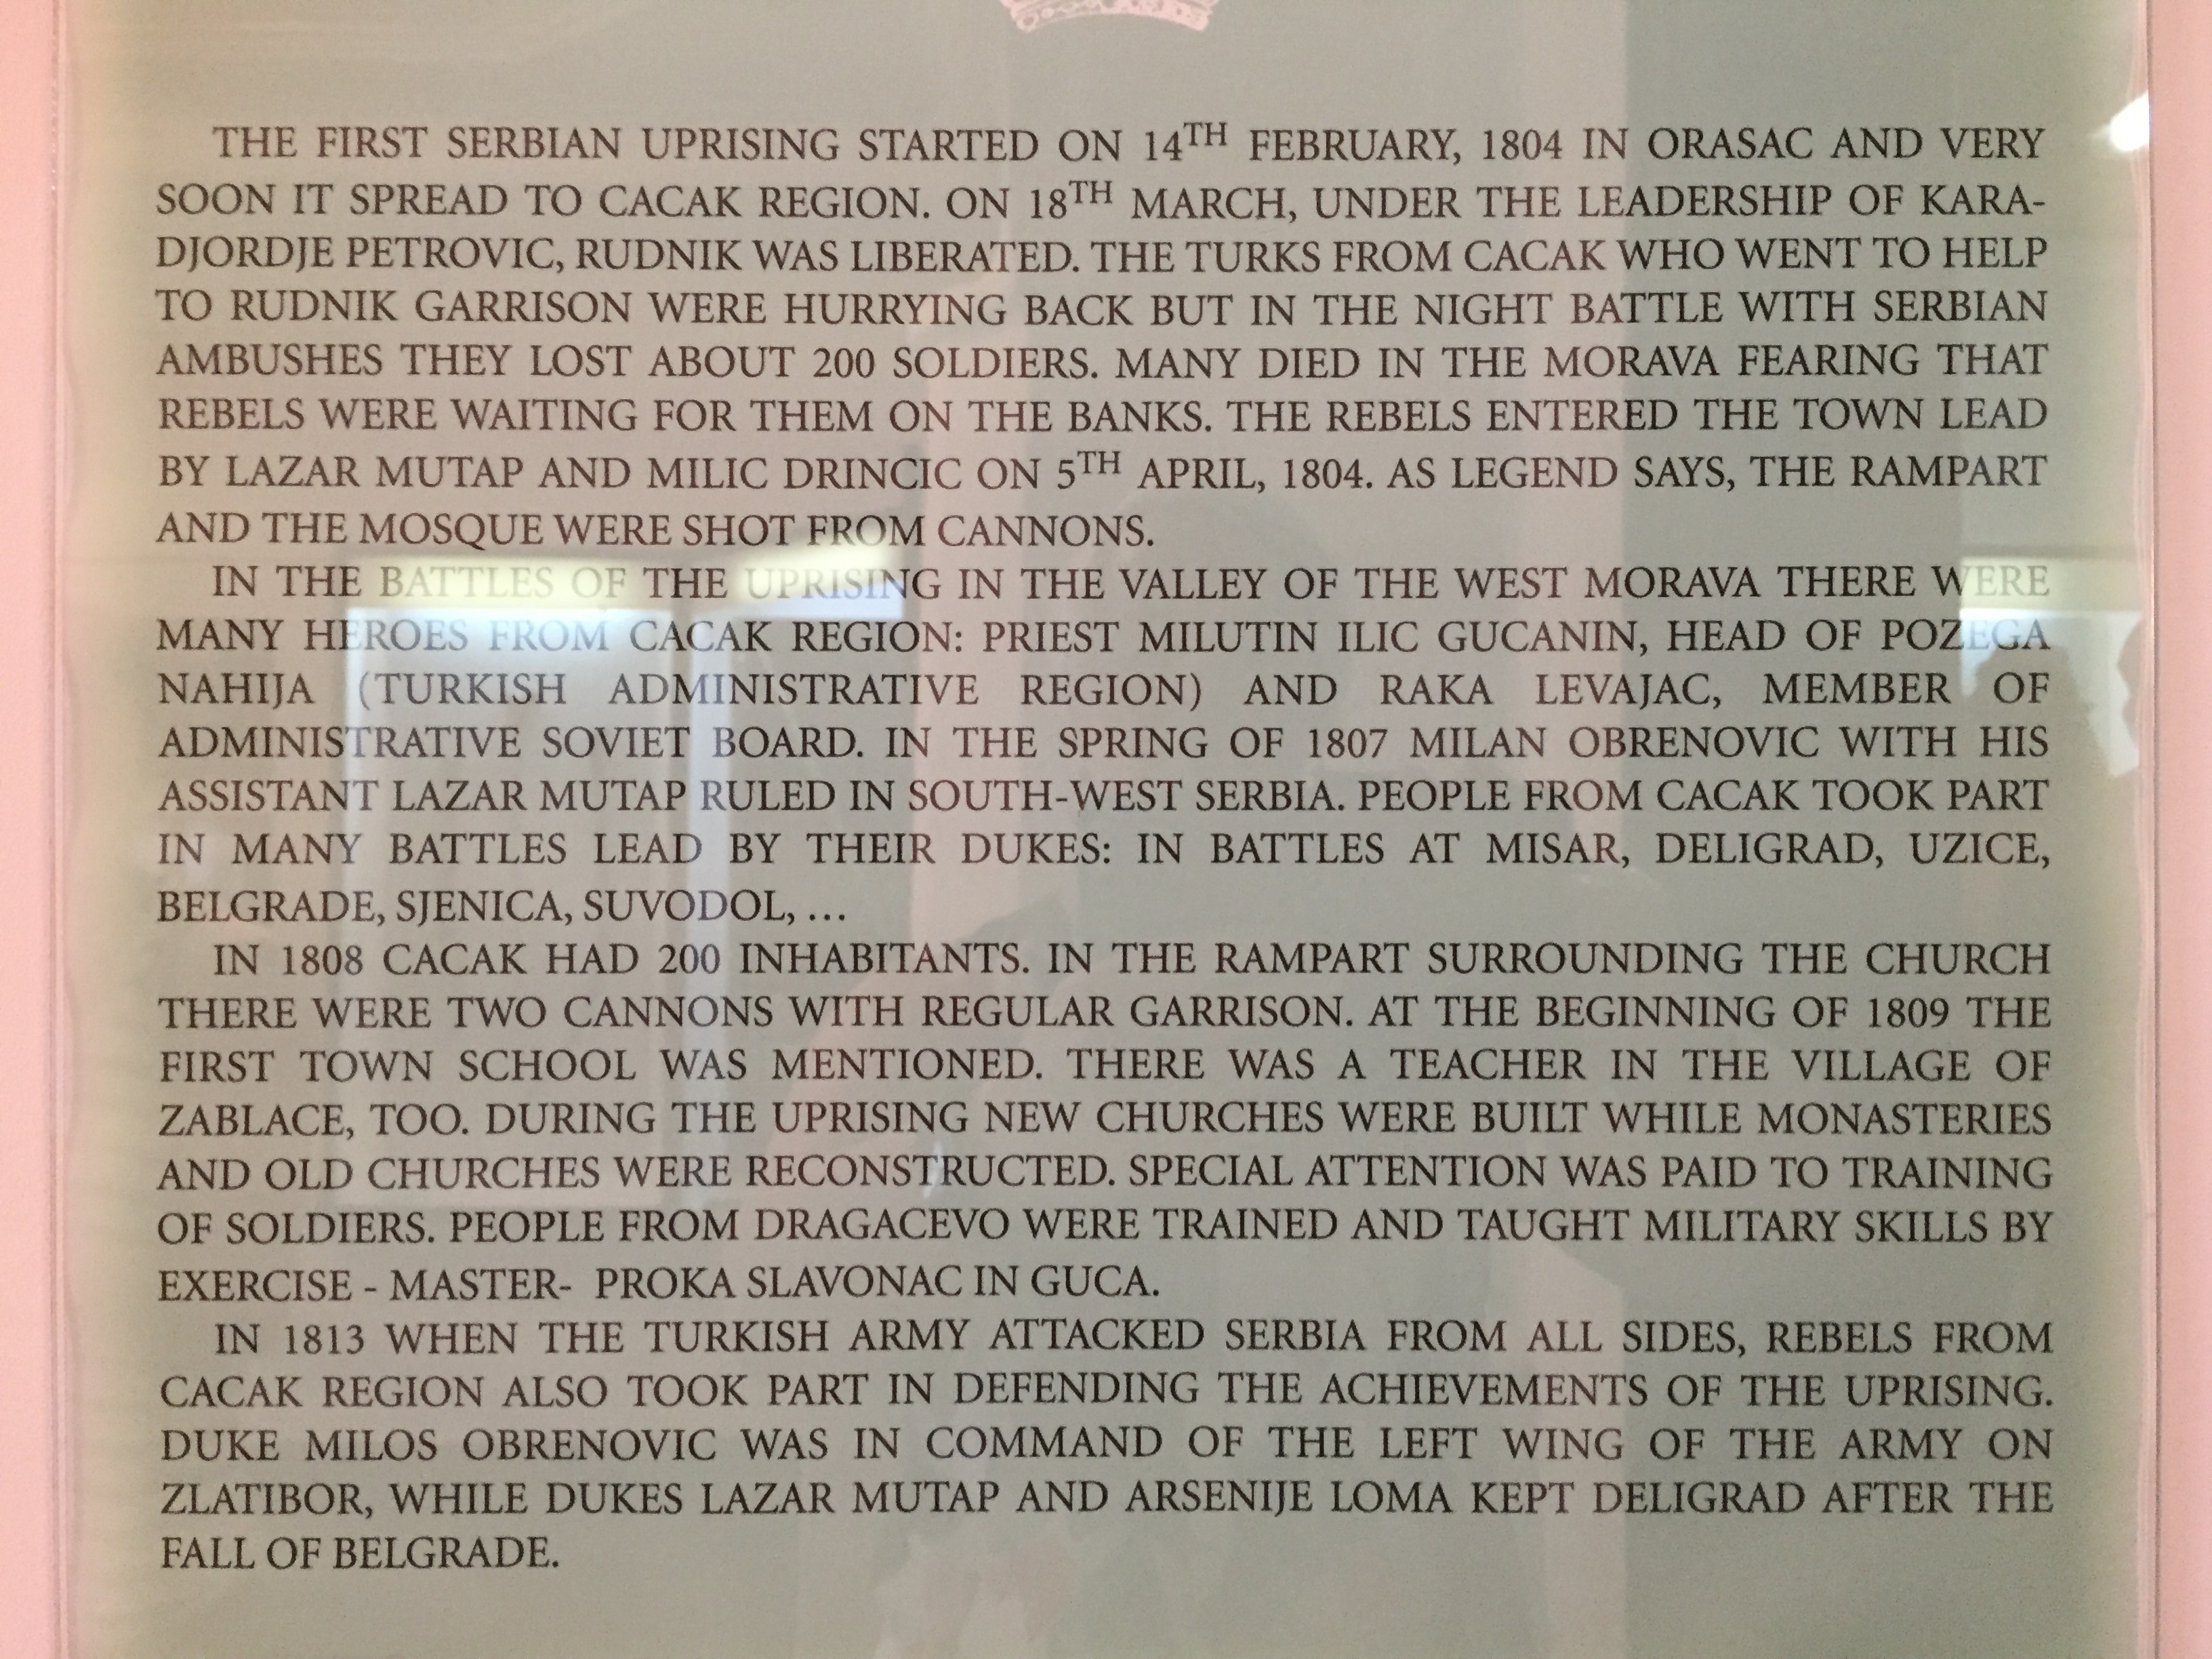 THE FIRST SERBIAN UPRISING STARTED ON 14TH FEBRUARY, 1804 IN ORASAC AND VERY
SOON IT SPREAD TO CACAK REGION. ON 18TH MARCH, UNDER THE LEADERSHIP OF KARA-
DJORDJE PETROVIC, RUDNIK WAS LIBERATED. THE TURKS FROM CACAK WHO WENT TO HELP
TO RUDNIK GARRISON WERE HURRYING BACK BUT IN THE NIGHT BATTLE WITH SERBIAN
AMBUSHES THEY LOST ABOUT 200 SOLDIERS. MANY DIED IN THE MORAVA FEARING THAT
REBELS WERE WAITING FOR THEM ON THE BANKS. THE REBELS ENTERED THE TOWN LEAD
BY LAZAR MUTAP AND MILIC DRINCIC ON 5TH APRIL, 1804. AS LEGEND SAYS, THE RAMPART
AND THE MOSQUE WERE SHOT FROM CANNONS.
IN THE BATTLES OF THE UPRISING IN THE VALLEY OF THE WEST MORAVA THERE WERE
MANY HEROES FROM CACAK REGION: PRIEST MILUTIN ILIC GUCANIN, HEAD OF POZEGA
NAHIJA (TURKISH ADMINISTRATIVE REGION) AND RAKA LEVAJAC, MEMBER OF
ADMINISTRATIVE SOVIET BOARD. IN THE SPRING OF 1807 MILAN OBRENOVIC WITH HIS
ASSISTANT LAZAR MUTAP RULED IN SOUTH-WEST SERBIA. PEOPLE FROM CACAK TOOK PART
IN MANY BATTLES LEAD BY THEIR DUKES: IN BATTLES AT MISAR, DELIGRAD, UZICE,
BELGRADE, SJENICA, SUVODOL, ...
IN 1808 CACAK HAD 200 INHABITANTS. IN THE RAMPART SURROUNDING THE CHURCH
THERE WERE TWO CANNONS WITH REGULAR GARRISON. AT THE BEGINNING OF 1809 THE
FIRST TOWN SCHOOL WAS MENTIONED. THERE WAS A TEACHER IN THE VILLAGE OF
ZABLACE, TOO. DURING THE UPRISING NEW CHURCHES WERE BUILT WHILE MONASTERIES
AND OLD CHURCHES WERE RECONSTRUCTED. SPECIAL ATTENTION WAS PAID TO TRAINING
OF SOLDIERS. PEOPLE FROM DRAGACEVO WERE TRAINED AND TAUGHT MILITARY SKILLS BY
EXERCISE - MASTER- PROKA SLAVONAC IN GUCA.
IN 1813 WHEN THE TURKISH ARMY ATTACKED SERBIA FROM ALL SIDES, REBELS FROM
CACAK REGION ALSO TOOK PART IN DEFENDING THE ACHIEVEMENTS OF THE UPRISING.
DUKE MILOS OBRENOVIC WAS IN COMMAND OF THE LEFT WING OF THE ARMY ON
ZLATIBOR, WHILE DUKES LAZAR MUTAP AND ARSENIJE LOMA KEPT DELIGRAD AFTER THE
FALL OF BELGRADE.